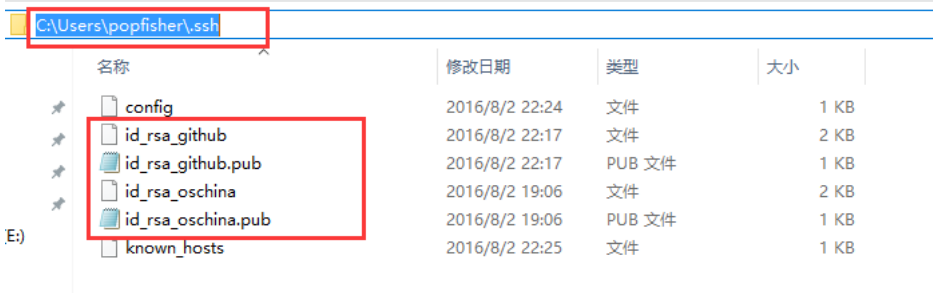 C:\Users\popfisher\.ssh
名称 修改日期 类型 大小
config 2016/8/2 22:24 文件 1 KB
id_rsa_github 2016/8/2 22:17 文件 2 KB
id_rsa_github.pub 2016/8/2 22:17 PUB 文件 1 KB
id_rsa_oschina 2016/8/2 19:06 文件 2 KB
id_rsa_oschina.pub 2016/8/2 19:06 PUB 文件 1 KB
(E:)
known_hosts 2016/8/2 22:25 文件 1 KB